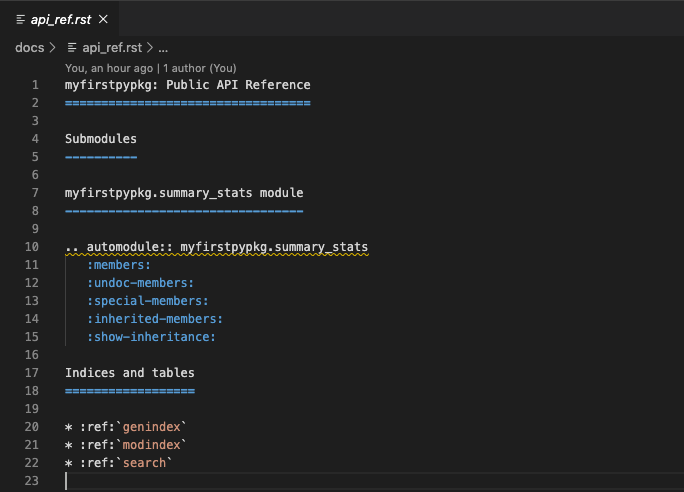 api_ref.rst ×
docs > api_ref.rst > ...
You, an hour ago | 1 author (You)
1 myfirstpypkg: Public API Reference
2 ==================================
3
4 Submodules
5 ----------
6
7 myfirstpypkg.summary_stats module
8 ---------------------------------
9
10 .. automodule:: myfirstpypkg.summary_stats
11    :members:
12    :undoc-members:
13    :special-members:
14    :inherited-members:
15    :show-inheritance:
16
17 Indices and tables
18 ==================
19
20 * :ref:`genindex`
21 * :ref:`modindex`
22 * :ref:`search`
23